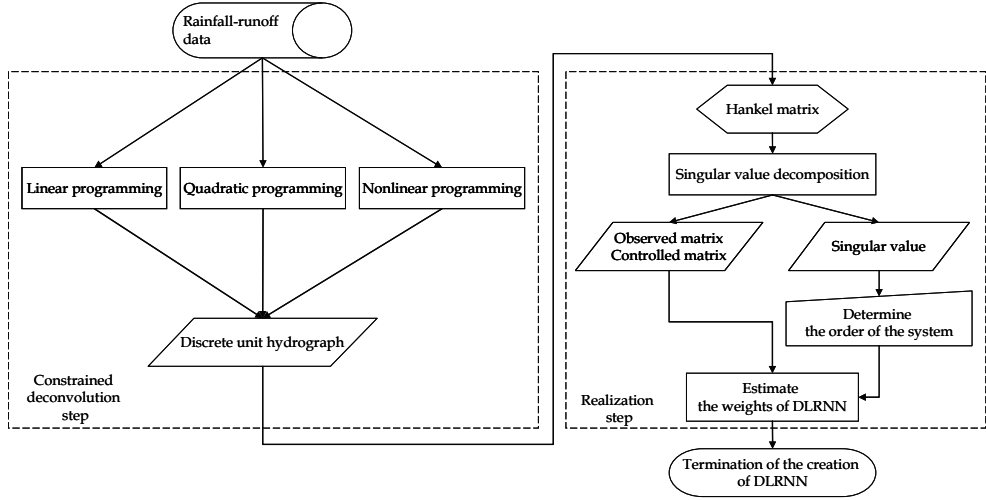 Rainfall-runoff
data
Linear programming
Quadratic programming
Nonlinear programming
Discrete unit hydrograph
Constrained
deconvolution
step
Hankel matrix
Singular value decomposition
Observed matrix
Controlled matrix
Singular value
Determine
the order of the system
Estimate
the weights of DLRNN
Realization
step
Termination of the creation
of DLRNN